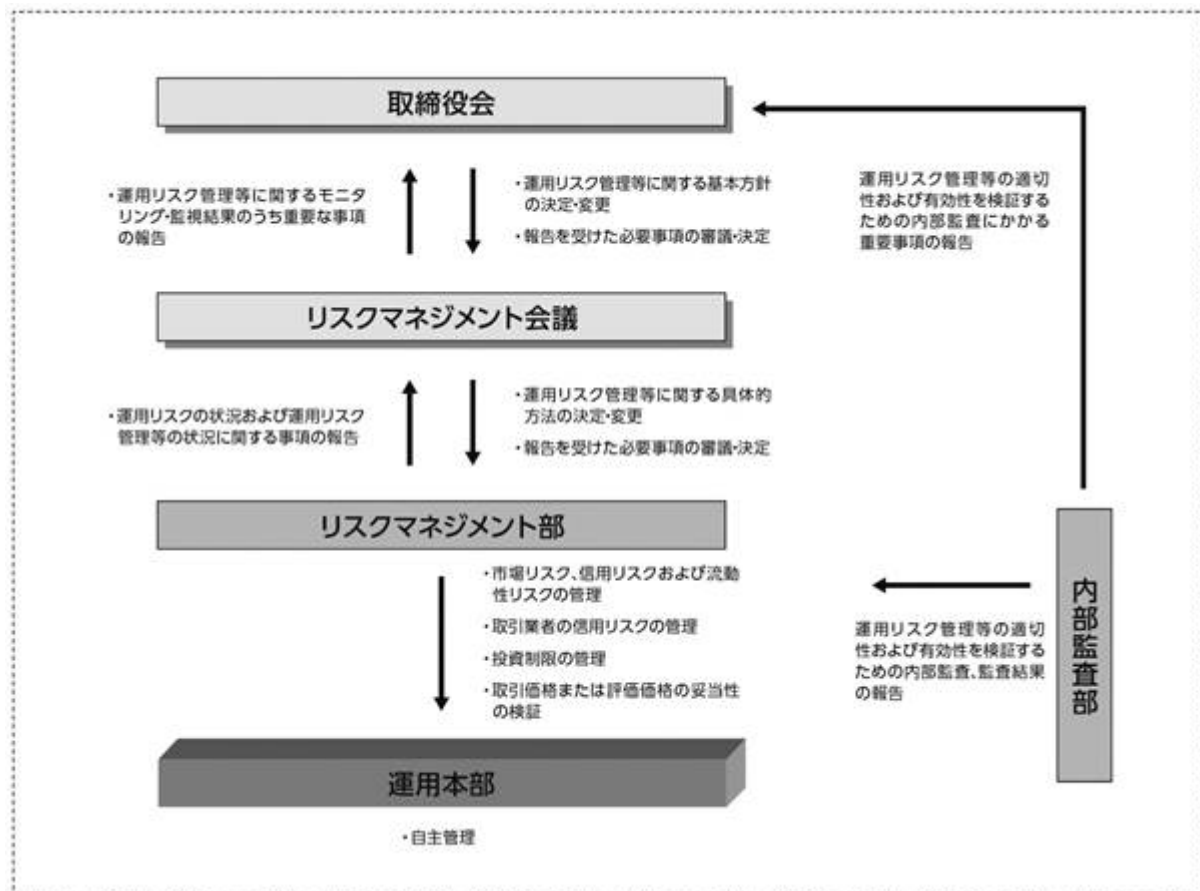 取締役会
・運用リスク管理等に関するモニタ
リング・監視結果のうち重要な事項
の報告
・運用リスク管理等に関する基本方針
の決定・変更
・報告を受けた必要事項の審議・決定
運用リスク管理等の適切
性および有効性を検証する
ための内部監査にかかる
重要事項の報告
リスクマネジメント会議
・運用リスクの状況および運用リスク
管理等の状況に関する事項の報告
・運用リスク管理等に関する具体的
方法の決定・変更
・報告を受けた必要事項の審議・決定
リスクマネジメント部
・市場リスク、信用リスクおよび流動
性リスクの管理
・取引業者の信用リスクの管理
・投資制限の管理
・取引価格または評価価格の妥当性
の検証
運用リスク管理等の適切
性および有効性を検証する
ための内部監査、監査結果
の報告
内部監査部
運用本部
・自主管理